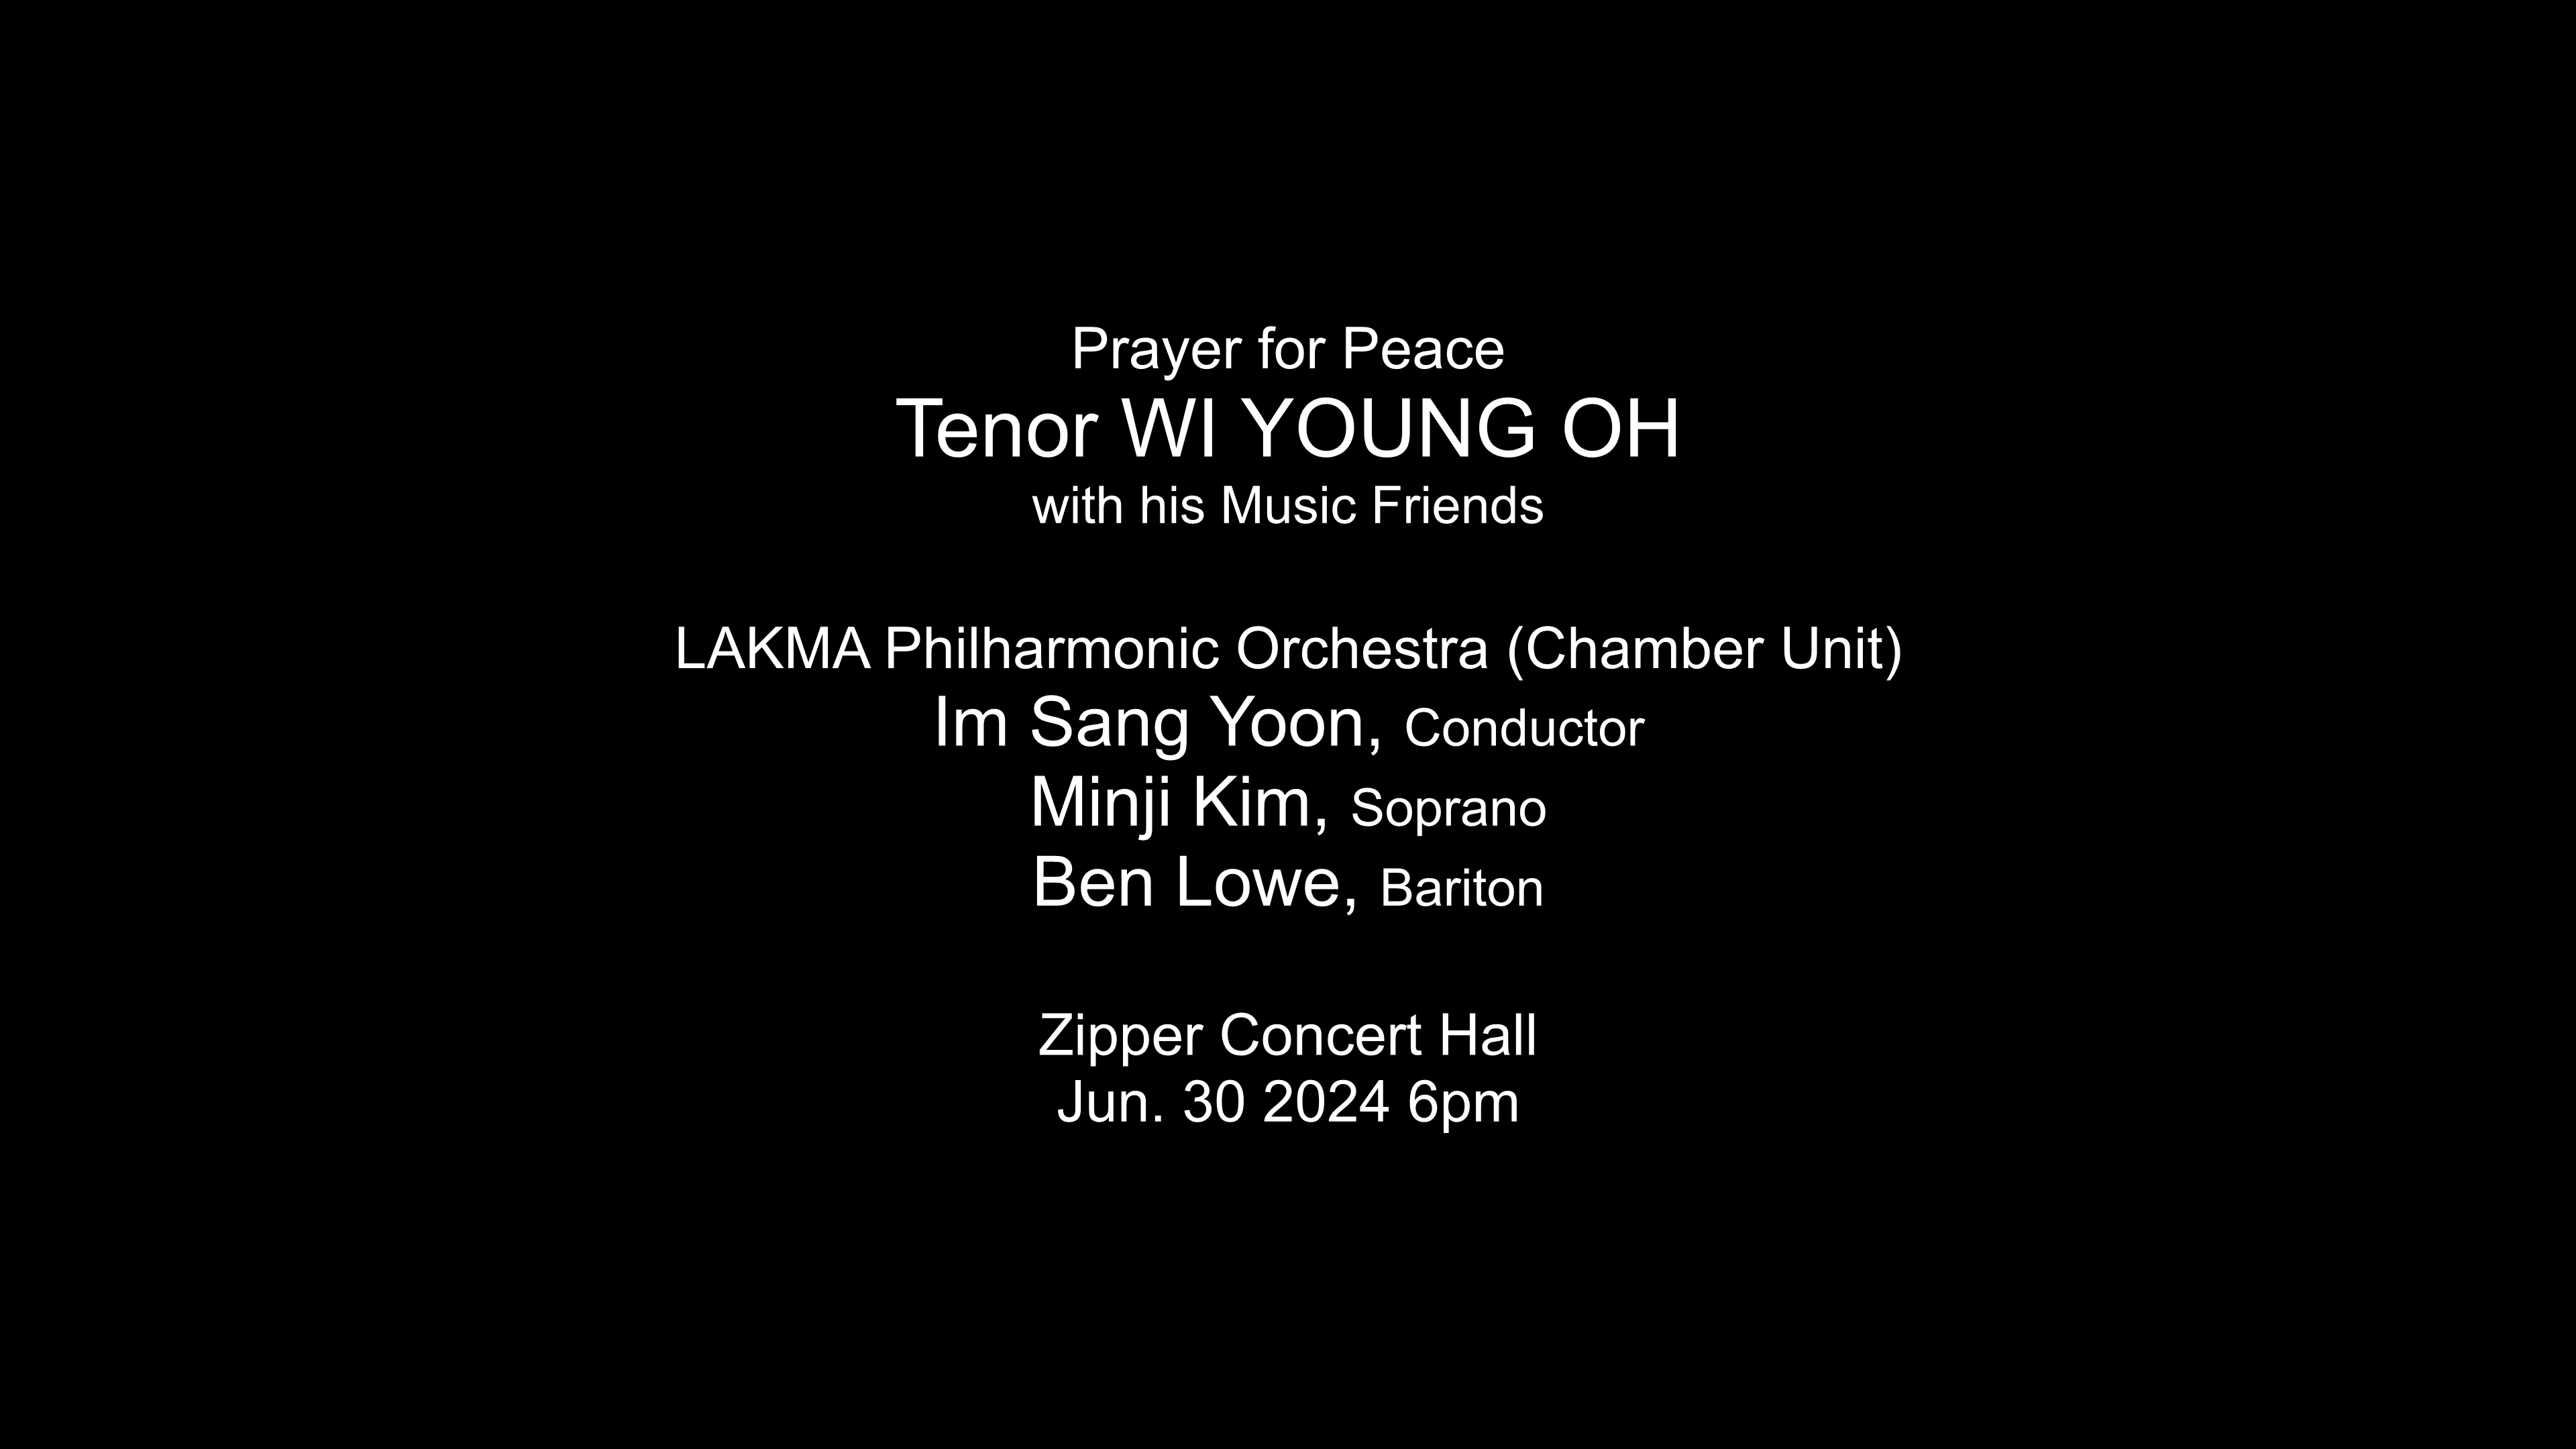 Prayer for Peace
Tenor WI YOUNG OH
with his Music Friends
LAKMA Philharmonic Orchestra (Chamber Unit)
Im Sang Yoon, Conductor
Minji Kim, Soprano
Ben Lowe, Bariton
Zipper Concert Hall
Jun. 30 2024 6pm